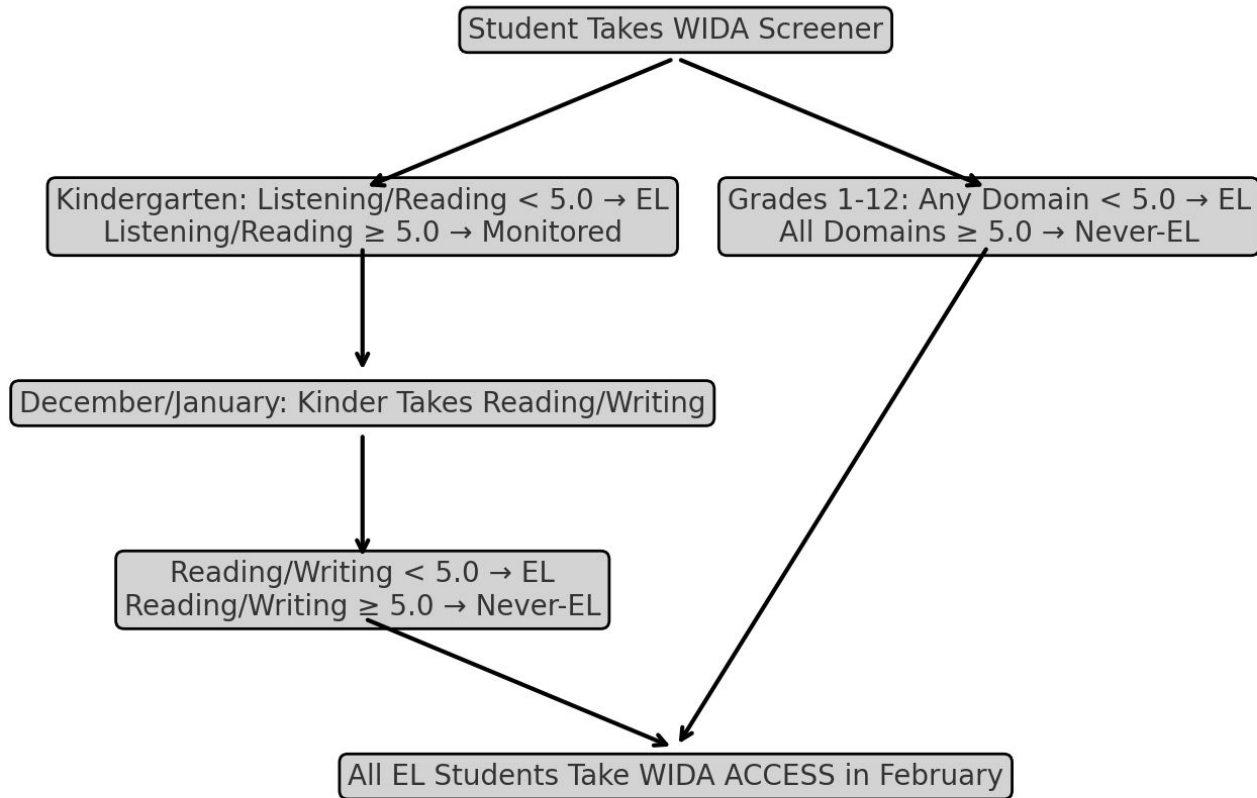 Student Takes WIDA Screener
Kindergarten: Listening/Reading < 5.0 → EL
Listening/Reading ≥ 5.0 → Monitored
Grades 1-12: Any Domain < 5.0 → EL
All Domains ≥ 5.0 → Never-EL
December/January: Kinder Takes Reading/Writing
Reading/Writing < 5.0 → EL
Reading/Writing ≥ 5.0 → Never-EL
All EL Students Take WIDA ACCESS in February